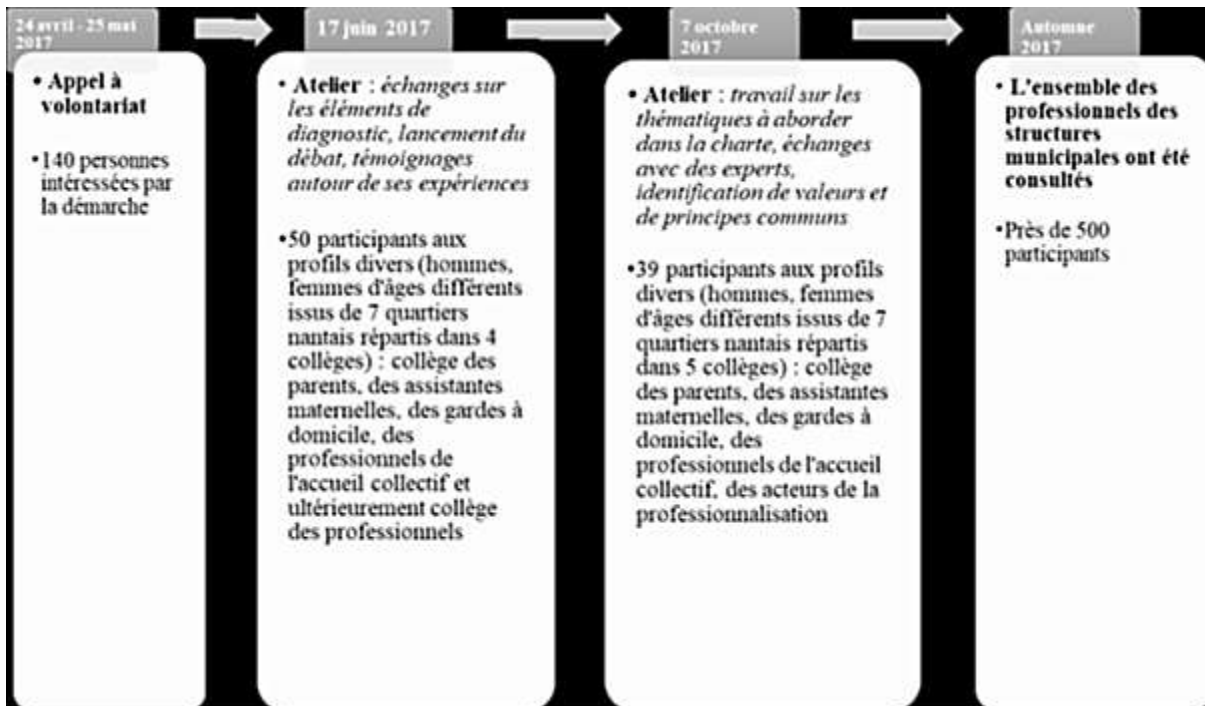 24 avril - 25 mai
2017
• Appel à
volontariat
•140 personnes
intéressées par
la démarche
17 juin 2017
• Atelier : échanges sur
les éléments de
diagnostic, lancement du
débat, témoignages
autour de ses expériences
•50 participants aux
profils divers (hommes,
femmes d'âges différents
issus de 7 quartiers
nantais répartis dans 4
collèges) : collège des
parents, des assistantes
maternelles, des gardes à
domicile, des
professionnels de
l'accueil collectif et
ultérieurement collège
des professionnels
7 octobre
2017
• Atelier : travail sur les
thématiques à aborder
dans la charte, échanges
avec des experts,
identification de valeurs et
de principes communs
•39 participants aux profils
divers (hommes, femmes
d'âges différents issus de 7
quartiers nantais répartis
dans 5 collèges) : collège
des parents, des assistantes
maternelles, des gardes à
domicile, des
professionnels de l'accueil
collectif, des acteurs de la
professionnalisation
Automne
2017
• L'ensemble des
professionnels des
structures
municipales ont été
consultés
•Près de 500
participants